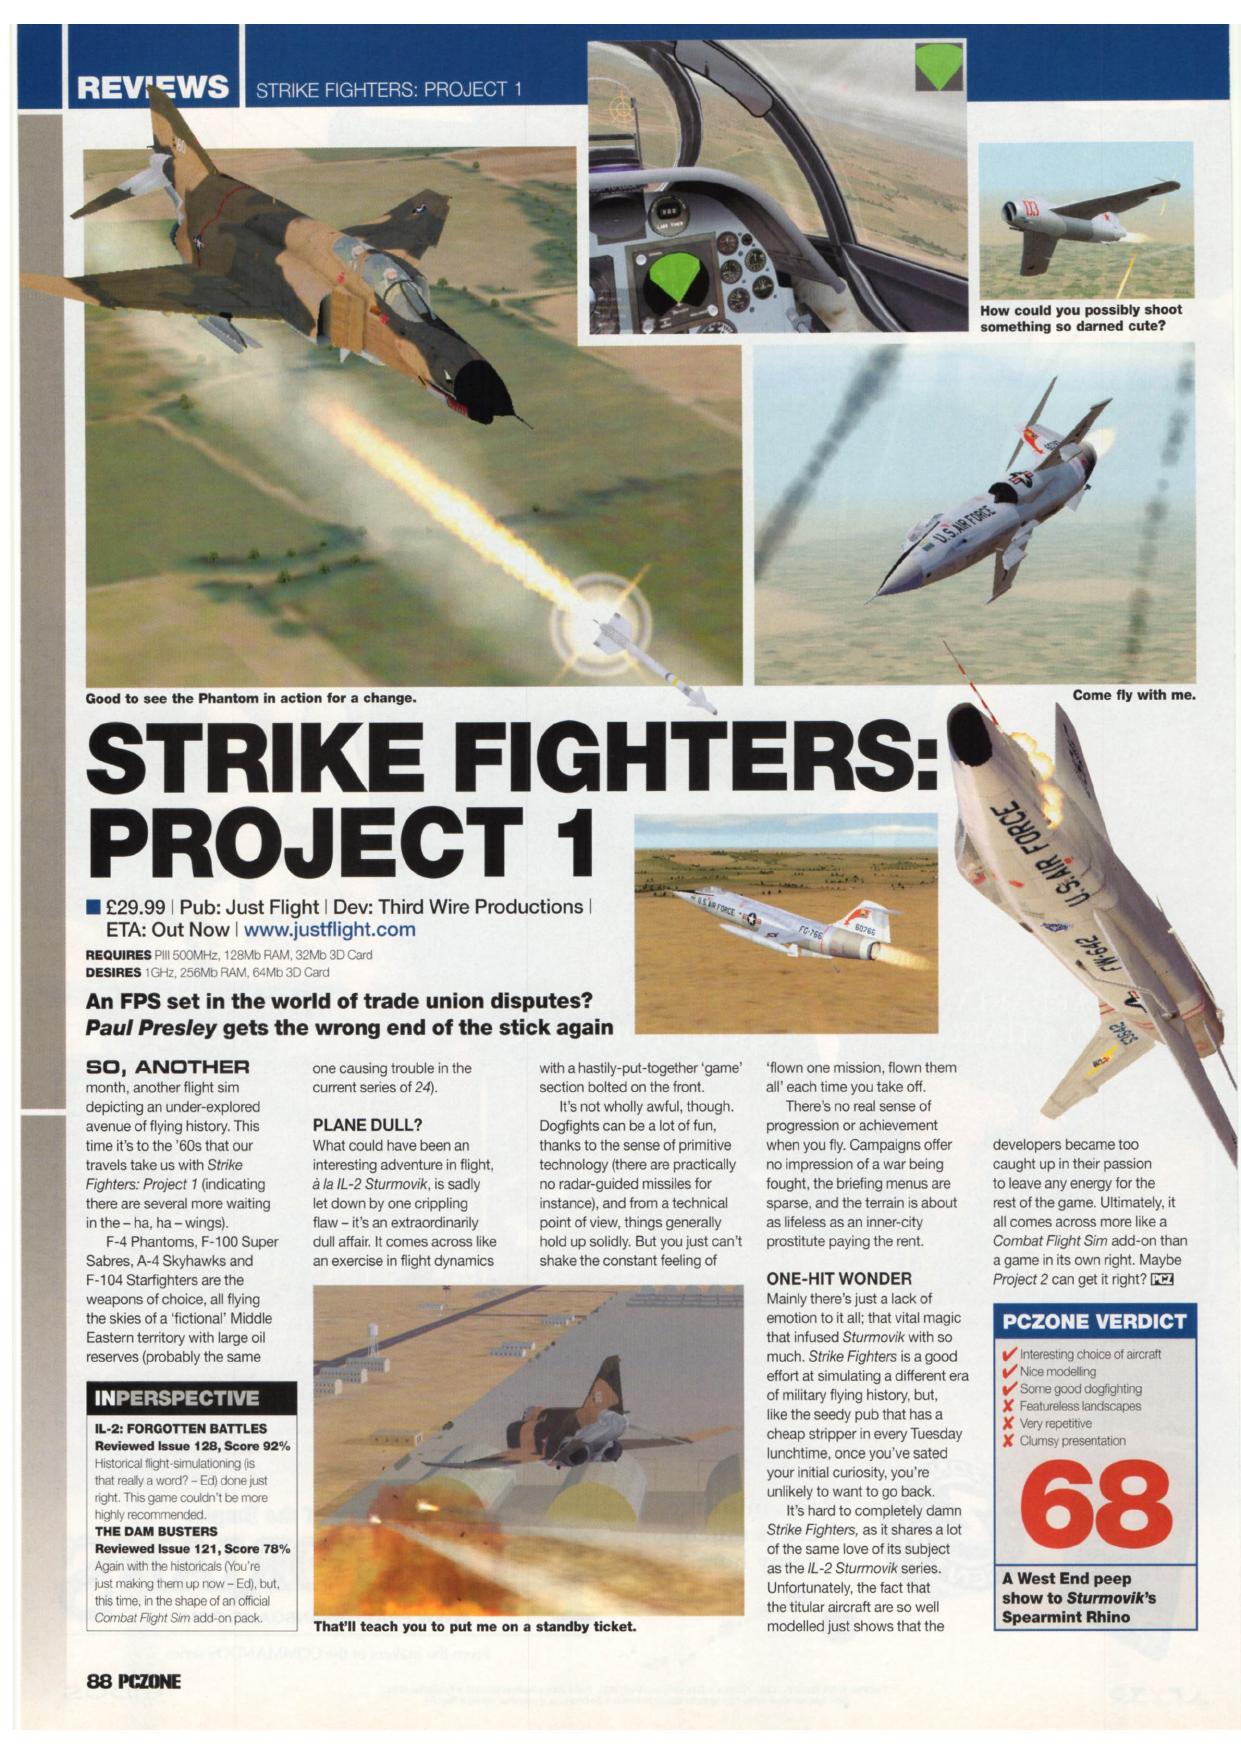 REVIEWS
STRIKE FIGHTERS: PROJECT 1
How could you possibly shoot
something so darned cute?
U.S. AIR FORCE
Good to see the Phantom in action for a change.
Come fly with me.
STRIKE FIGHTERS:
PROJECT 1
U.S. AIR FORCE
FW-642
U.S. AIR FORCE
FG-766
60766
£29.99 | Pub: Just Flight | Dev: Third Wire Productions |
ETA: Out Now | www.justflight.com
REQUIRES PIII 500MHz, 128Mb RAM, 32Mb 3D Card
DESIRES 1GHz, 256Mb RAM, 64Mb 3D Card
An FPS set in the world of trade union disputes?
Paul Presley gets the wrong end of the stick again
SO, ANOTHER
month, another flight sim
depicting an under-explored
avenue of flying history. This
time it's to the '60s that our
travels take us with Strike
Fighters: Project 1 (indicating
there are several more waiting
in the – ha, ha – wings).
F-4 Phantoms, F-100 Super
Sabres, A-4 Skyhawks and
F-104 Starfighters are the
weapons of choice, all flying
the skies of a 'fictional' Middle
Eastern territory with large oil
reserves (probably the same
one causing trouble in the
current series of 24).
PLANE DULL?
What could have been an
interesting adventure in flight,
à la IL-2 Sturmovik, is sadly
let down by one crippling
flaw – it's an extraordinarily
dull affair. It comes across like
an exercise in flight dynamics
with a hastily-put-together 'game'
section bolted on the front.
It's not wholly awful, though.
Dogfights can be a lot of fun,
thanks to the sense of primitive
technology (there are practically
no radar-guided missiles for
instance), and from a technical
point of view, things generally
hold up solidly. But you just can't
shake the constant feeling of
'flown one mission, flown them
all' each time you take off.
There's no real sense of
progression or achievement
when you fly. Campaigns offer
no impression of a war being
fought, the briefing menus are
sparse, and the terrain is about
as lifeless as an inner-city
prostitute paying the rent.
ONE-HIT WONDER
Mainly there's just a lack of
emotion to it all; that vital magic
that infused Sturmovik with so
much. Strike Fighters is a good
effort at simulating a different era
of military flying history, but,
like the seedy pub that has a
cheap stripper in every Tuesday
lunchtime, once you've sated
your initial curiosity, you're
unlikely to want to go back.
It's hard to completely damn
Strike Fighters, as it shares a lot
of the same love of its subject
as the IL-2 Sturmovik series.
Unfortunately, the fact that
the titular aircraft are so well
modelled just shows that the
developers became too
caught up in their passion
to leave any energy for the
rest of the game. Ultimately, it
all comes across more like a
Combat Flight Sim add-on than
a game in its own right. Maybe
Project 2 can get it right? PCZ
INPERSPECTIVE
IL-2: FORGOTTEN BATTLES
Reviewed Issue 128, Score 92%
Historical flight-simulationing (is
that really a word? – Ed) done just
right. This game couldn't be more
highly recommended.
THE DAM BUSTERS
Reviewed Issue 121, Score 78%
Again with the historicals (You're
just making them up now – Ed), but,
this time, in the shape of an official
Combat Flight Sim add-on pack.
That'll teach you to put me on a standby ticket.
PCZONE VERDICT
Interesting choice of aircraft
Nice modelling
Some good dogfighting
Featureless landscapes
Very repetitive
Clumsy presentation
68
A West End peep
show to Sturmovik's
Spearmint Rhino
88 PCZONE